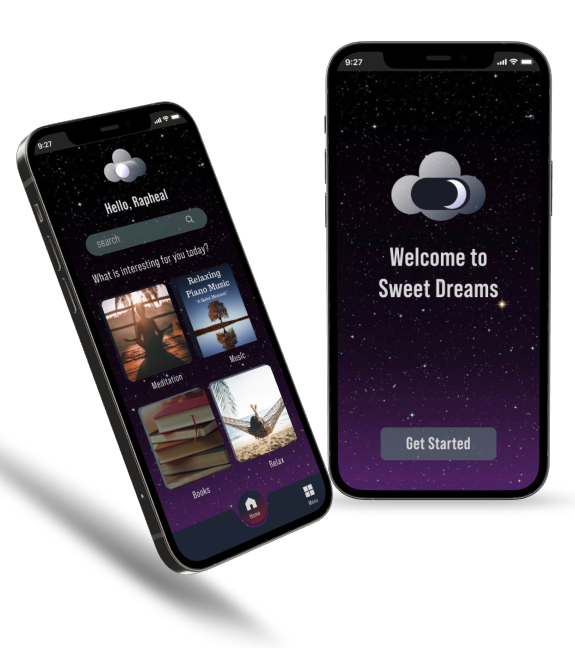 9:27
Hello, Rapheal
search
What is interesting for you today?
Relaxing
Piano Music
"A Quiet Moment"
Meditation
Music
Books
Relax
Home
Menu
9:27
Welcome to
Sweet Dreams
Get Started